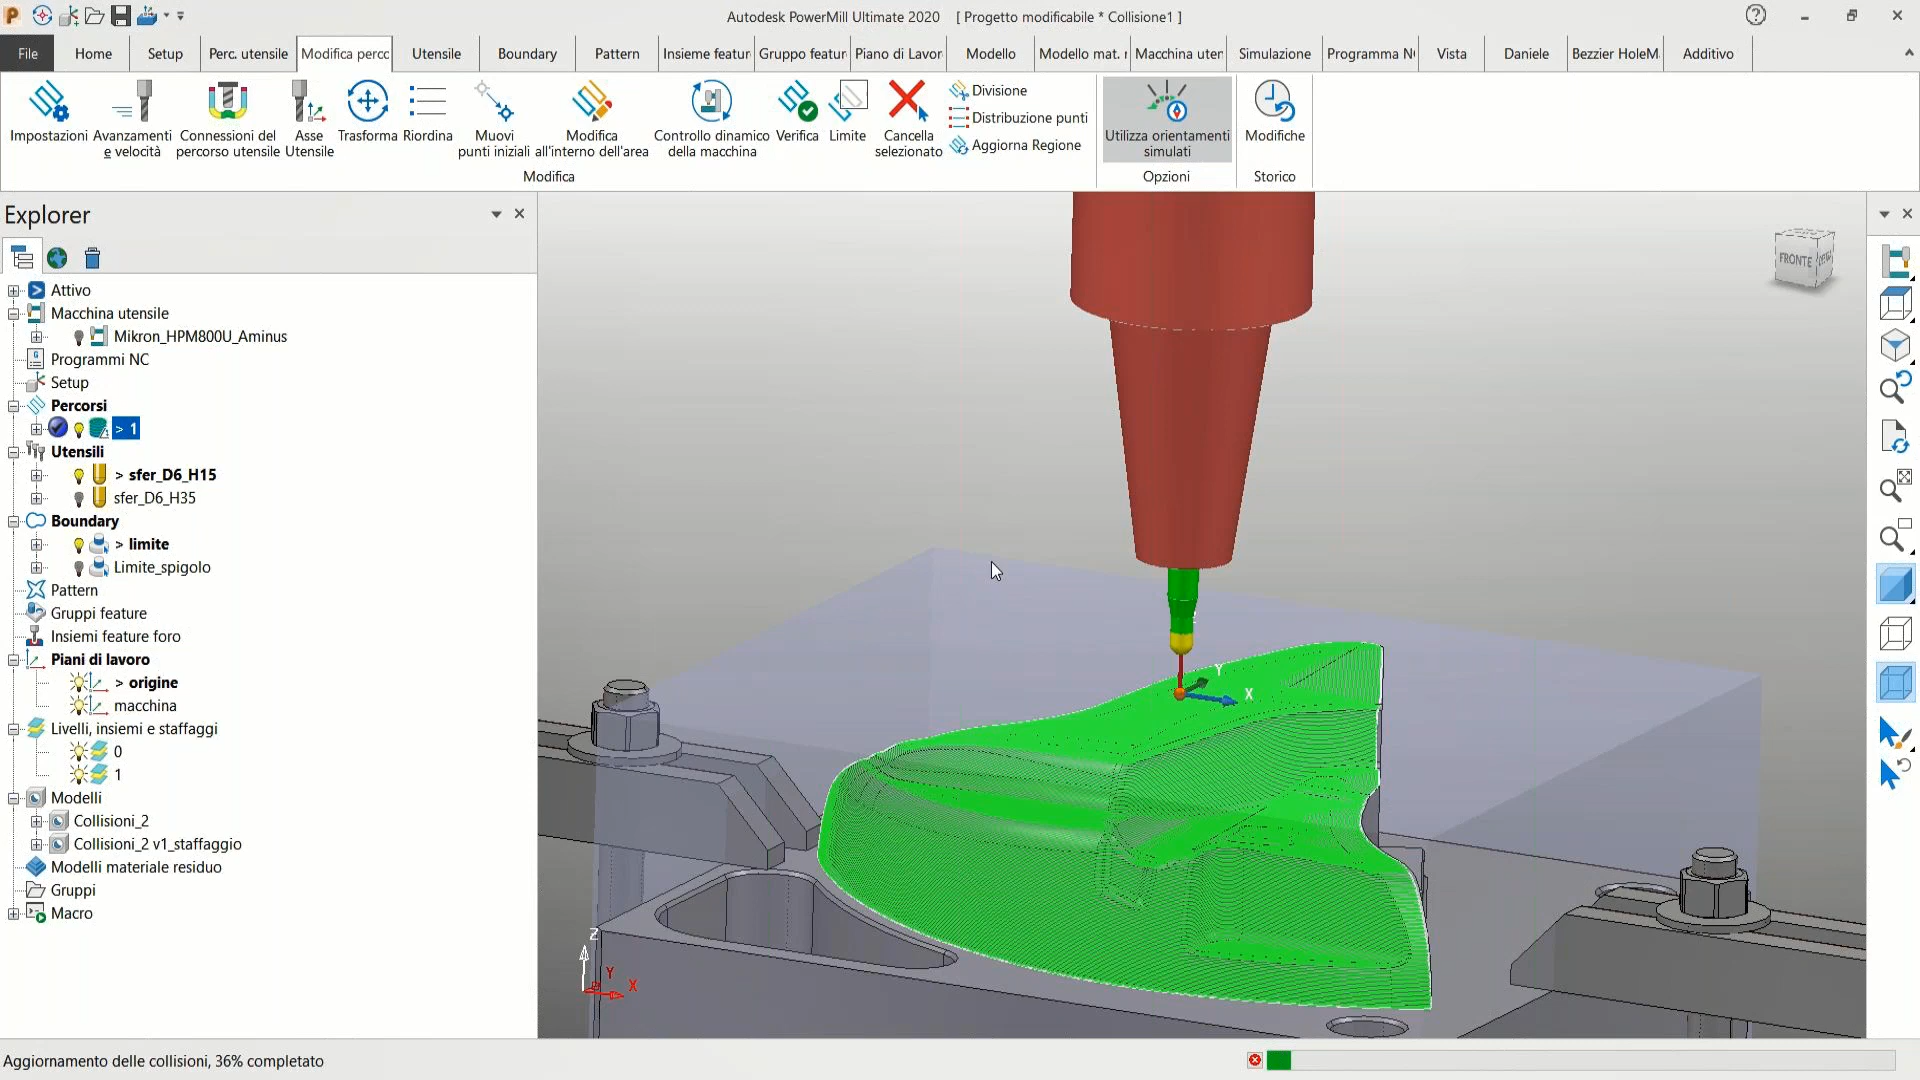 Autodesk PowerMill Ultimate 2020 [ Progetto modificabile * Collisione1 ]
File
Home
Setup
Perc. utensile
Modifica percc
Utensile
Boundary
Pattern
Insieme featur
Gruppo featur
Piano di Lavor
Modello
Modello mat. r
Macchina uten
Simulazione
Programma N
Vista
Daniele
Bezzier HoleM
Additivo
Impostazioni
Avanzamenti
e velocità
Connessioni del
percorso utensile
Asse
Utensile
Trasforma
Riordina
Muovi
punti iniziali
Modifica
all'interno dell'area
Controllo dinamico
della macchina
Verifica
Limite
Cancella
selezionato
Divisione
Distribuzione punti
Aggiorna Regione
Utilizza orientamenti
simulati
Modifiche
Modifica
Opzioni
Storico
Explorer
Attivo
Macchina utensile
Mikron_HPM800U_Aminus
Programmi NC
Setup
Percorsi
> 1
Utensili
> sfer_D6_H15
sfer_D6_H35
Boundary
> limite
Limite_spigolo
Pattern
Gruppi feature
Insiemi feature foro
Piani di lavoro
> origine
macchina
Livelli, insiemi e staffaggi
0
1
Modelli
Collisioni_2
Collisioni_2 v1_staffaggio
Modelli materiale residuo
Gruppi
Macro
FRONTE
Y
X
Z
Y
X
Aggiornamento delle collisioni, 36% completato